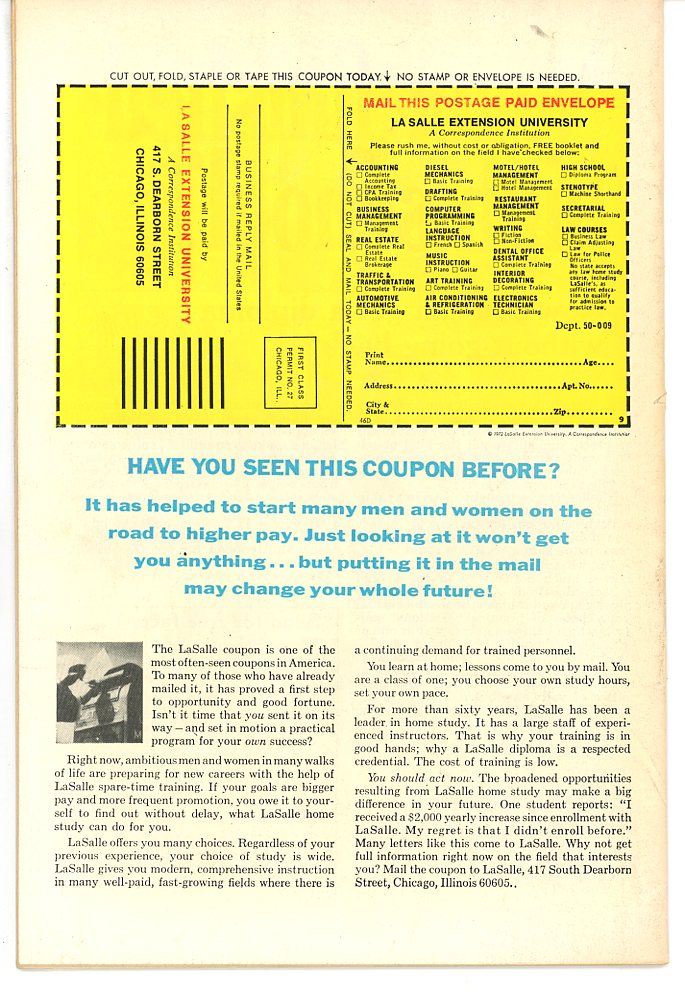 CUT OUT, FOLD, STAPLE OR TAPE THIS COUPON TODAY. ↓ NO STAMP OR ENVELOPE IS NEEDED.
Postage will be paid by
LA SALLE EXTENSION UNIVERSITY
A Correspondence Institution
417 S. DEARBORN STREET
CHICAGO, ILLINOIS 60605
BUSINESS REPLY MAIL
No postage stamp required if mailed in the United States
FIRST CLASS
PERMIT NO. 27
CHICAGO, ILL.
FOLD HERE → (DO NOT CUT) SEAL AND MAIL TODAY — NO STAMP NEEDED.
MAIL THIS POSTAGE PAID ENVELOPE
LA SALLE EXTENSION UNIVERSITY
A Correspondence Institution
Please rush me, without cost or obligation, FREE booklet and
full information on the field I have checked below:
ACCOUNTING
☐ Complete
Accounting
☐ Income Tax
☐ CPA Training
☐ Bookkeeping
BUSINESS
MANAGEMENT
☐ Management
Training
REAL ESTATE
☐ Complete Real
Estate
☐ Real Estate
Brokerage
TRAFFIC &
TRANSPORTATION
☐ Complete Training
AUTOMOTIVE
MECHANICS
☐ Basic Training
DIESEL
MECHANICS
☐ Basic Training
DRAFTING
☐ Complete Training
COMPUTER
PROGRAMMING
☐ Basic Training
LANGUAGE
INSTRUCTION
☐ French ☐ Spanish
MUSIC
INSTRUCTION
☐ Piano ☐ Guitar
ART TRAINING
☐ Complete Training
AIR CONDITIONING
& REFRIGERATION
☐ Basic Training
MOTEL/HOTEL
MANAGEMENT
☐ Motel Management
☐ Hotel Management
RESTAURANT
MANAGEMENT
☐ Management
Training
WRITING
☐ Fiction
☐ Non-Fiction
DENTAL OFFICE
ASSISTANT
☐ Complete Training
INTERIOR
DECORATING
☐ Complete Training
ELECTRONICS
TECHNICIAN
☐ Basic Training
HIGH SCHOOL
☐ Diploma Program
STENOTYPE
☐ Machine Shorthand
SECRETARIAL
☐ Complete Training
LAW COURSES
☐ Business Law
☐ Claim Adjusting
Law
☐ Law for Police
Officers
No state accepts
any law home study
course, including
LaSalle's, as
sufficient educa-
tion to qualify
for admission to
practice law.
Dept. 50-009
Print
Name....................Age....
Address....................Apt. No.....
City &
State....................Zip..........
46D 9
© 1972 LaSalle Extension University. A Correspondence Institution
HAVE YOU SEEN THIS COUPON BEFORE?
It has helped to start many men and women on the
road to higher pay. Just looking at it won't get
you anything...but putting it in the mail
may change your whole future!
The LaSalle coupon is one of the
most often-seen coupons in America.
To many of those who have already
mailed it, it has proved a first step
to opportunity and good fortune.
Isn't it time that you sent it on its
way — and set in motion a practical
program for your own success?
Right now, ambitious men and women in many walks
of life are preparing for new careers with the help of
LaSalle spare-time training. If your goals are bigger
pay and more frequent promotion, you owe it to your-
self to find out without delay, what LaSalle home
study can do for you.
LaSalle offers you many choices. Regardless of your
previous experience, your choice of study is wide.
LaSalle gives you modern, comprehensive instruction
in many well-paid, fast-growing fields where there is
a continuing demand for trained personnel.
You learn at home; lessons come to you by mail. You
are a class of one; you choose your own study hours,
set your own pace.
For more than sixty years, LaSalle has been a
leader in home study. It has a large staff of experi-
enced instructors. That is why your training is in
good hands; why a LaSalle diploma is a respected
credential. The cost of training is low.
You should act now. The broadened opportunities
resulting from LaSalle home study may make a big
difference in your future. One student reports: "I
received a $2,000 yearly increase since enrollment with
LaSalle. My regret is that I didn't enroll before."
Many letters like this come to LaSalle. Why not get
full information right now on the field that interests
you? Mail the coupon to LaSalle, 417 South Dearborn
Street, Chicago, Illinois 60605..